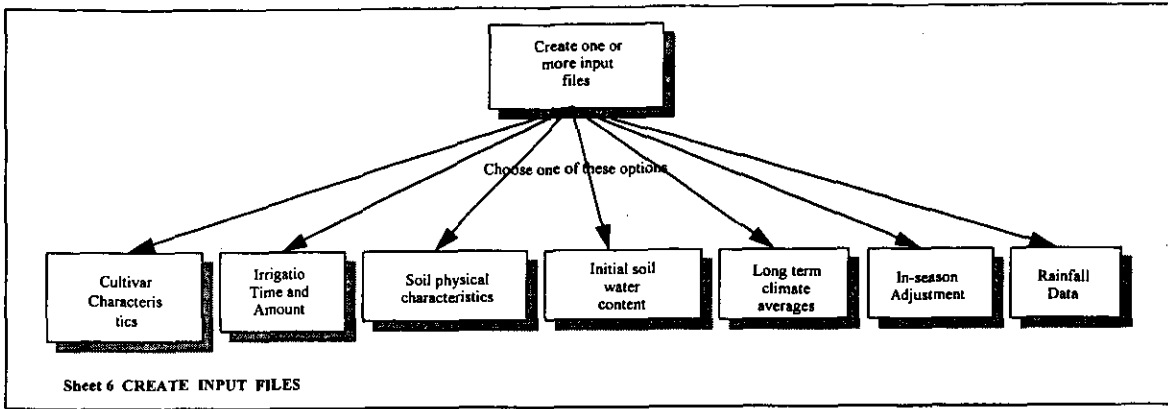 Create one or
more input
files
Choose one of these options
Cultivar
Characteris
tics
Irrigatio
Time and
Amount
Soil physical
characteristics
Initial soil
water
content
Long term
climate
averages
In-season
Adjustment
Rainfall
Data
Sheet 6 CREATE INPUT FILES